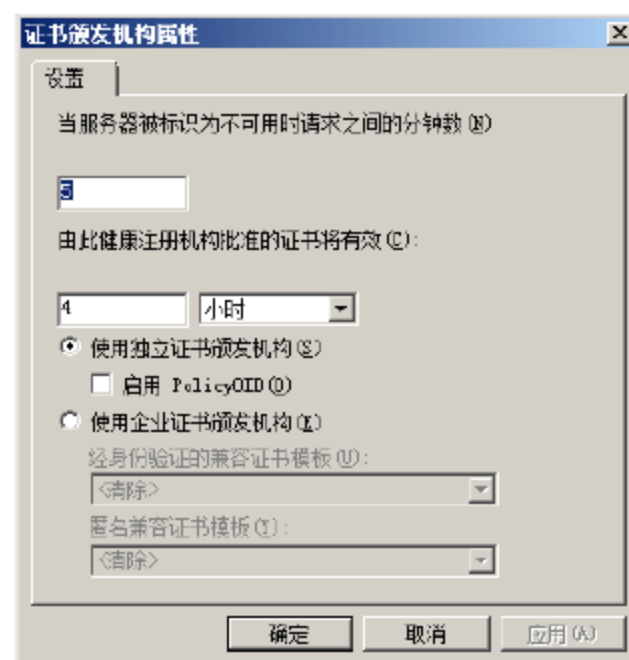 证书颁发机构属性
设置
当服务器被标识为不可用时请求之间的分钟数(N)
5
由此健康注册机构批准的证书将有效(C):
4 小时
使用独立证书颁发机构(S)
启用 PolicyOID(O)
使用企业证书颁发机构(E)
经身份验证的兼容证书模板(U):
<清除>
匿名兼容证书模板(Y):
<清除>
确定 取消 应用(A)